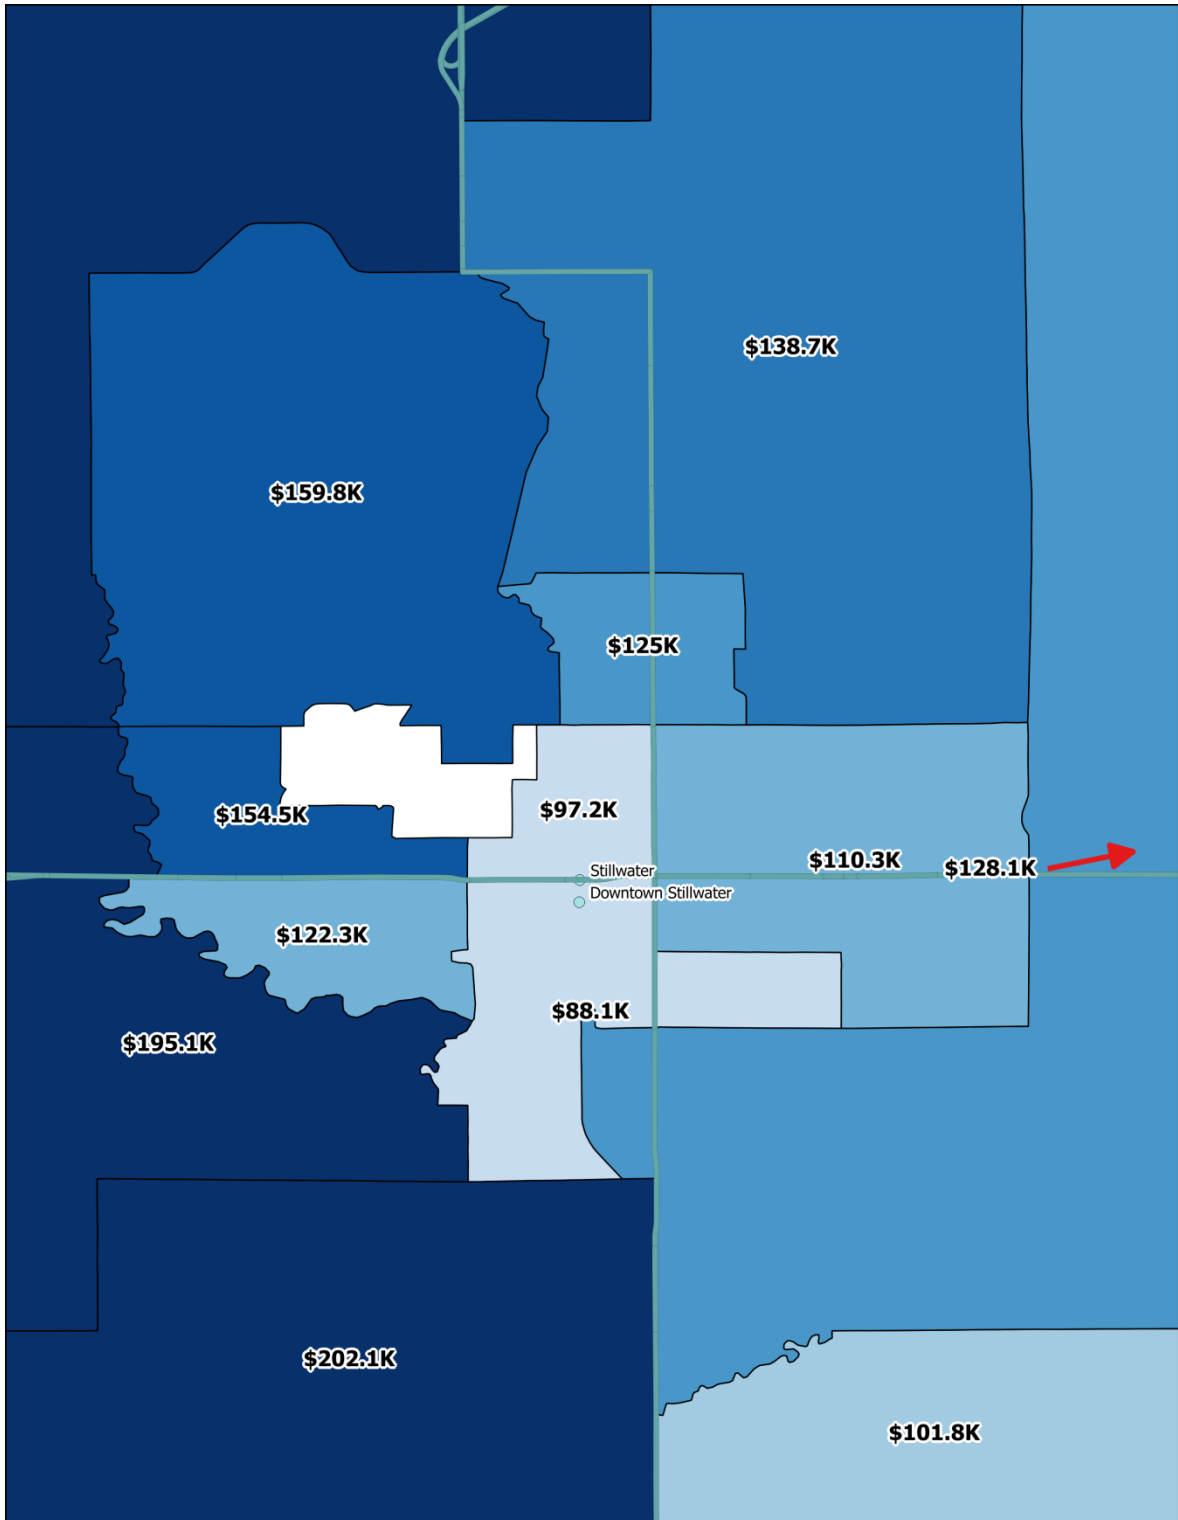 $138.7K
$159.8K
$125K
$97.2K
$154.5K
$110.3K
$128.1K
Stillwater
Downtown Stillwater
$122.3K
$88.1K
$195.1K
$202.1K
$101.8K